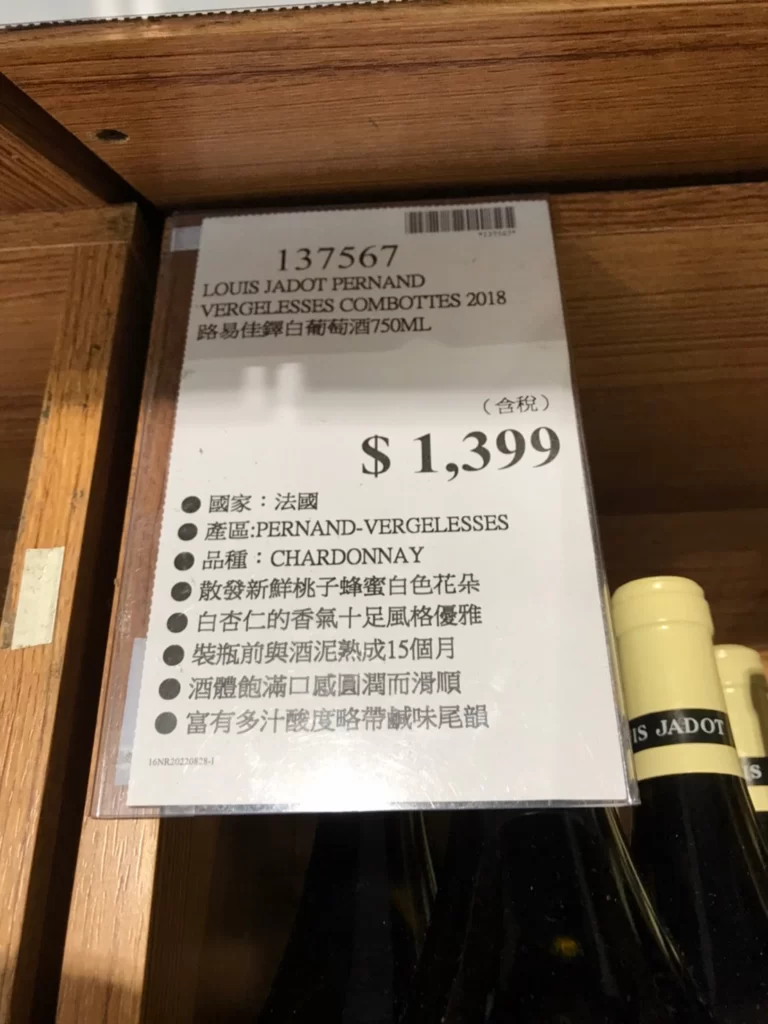 *137567*
137567
LOUIS JADOT PERNAND
VERGELESSES COMBOTTES 2018
路易佳鐸白葡萄酒750ML
（含稅）
$ 1,399
● 國家：法國
● 產區:PERNAND-VERGELESSES
● 品種：CHARDONNAY
● 散發新鮮桃子蜂蜜白色花朵
● 白杏仁的香氣十足風格優雅
● 裝瓶前與酒泥熟成15個月
● 酒體飽滿口感圓潤而滑順
● 富有多汁酸度略帶鹹味尾韻
16NR20220828-1
IS JADOT
IS